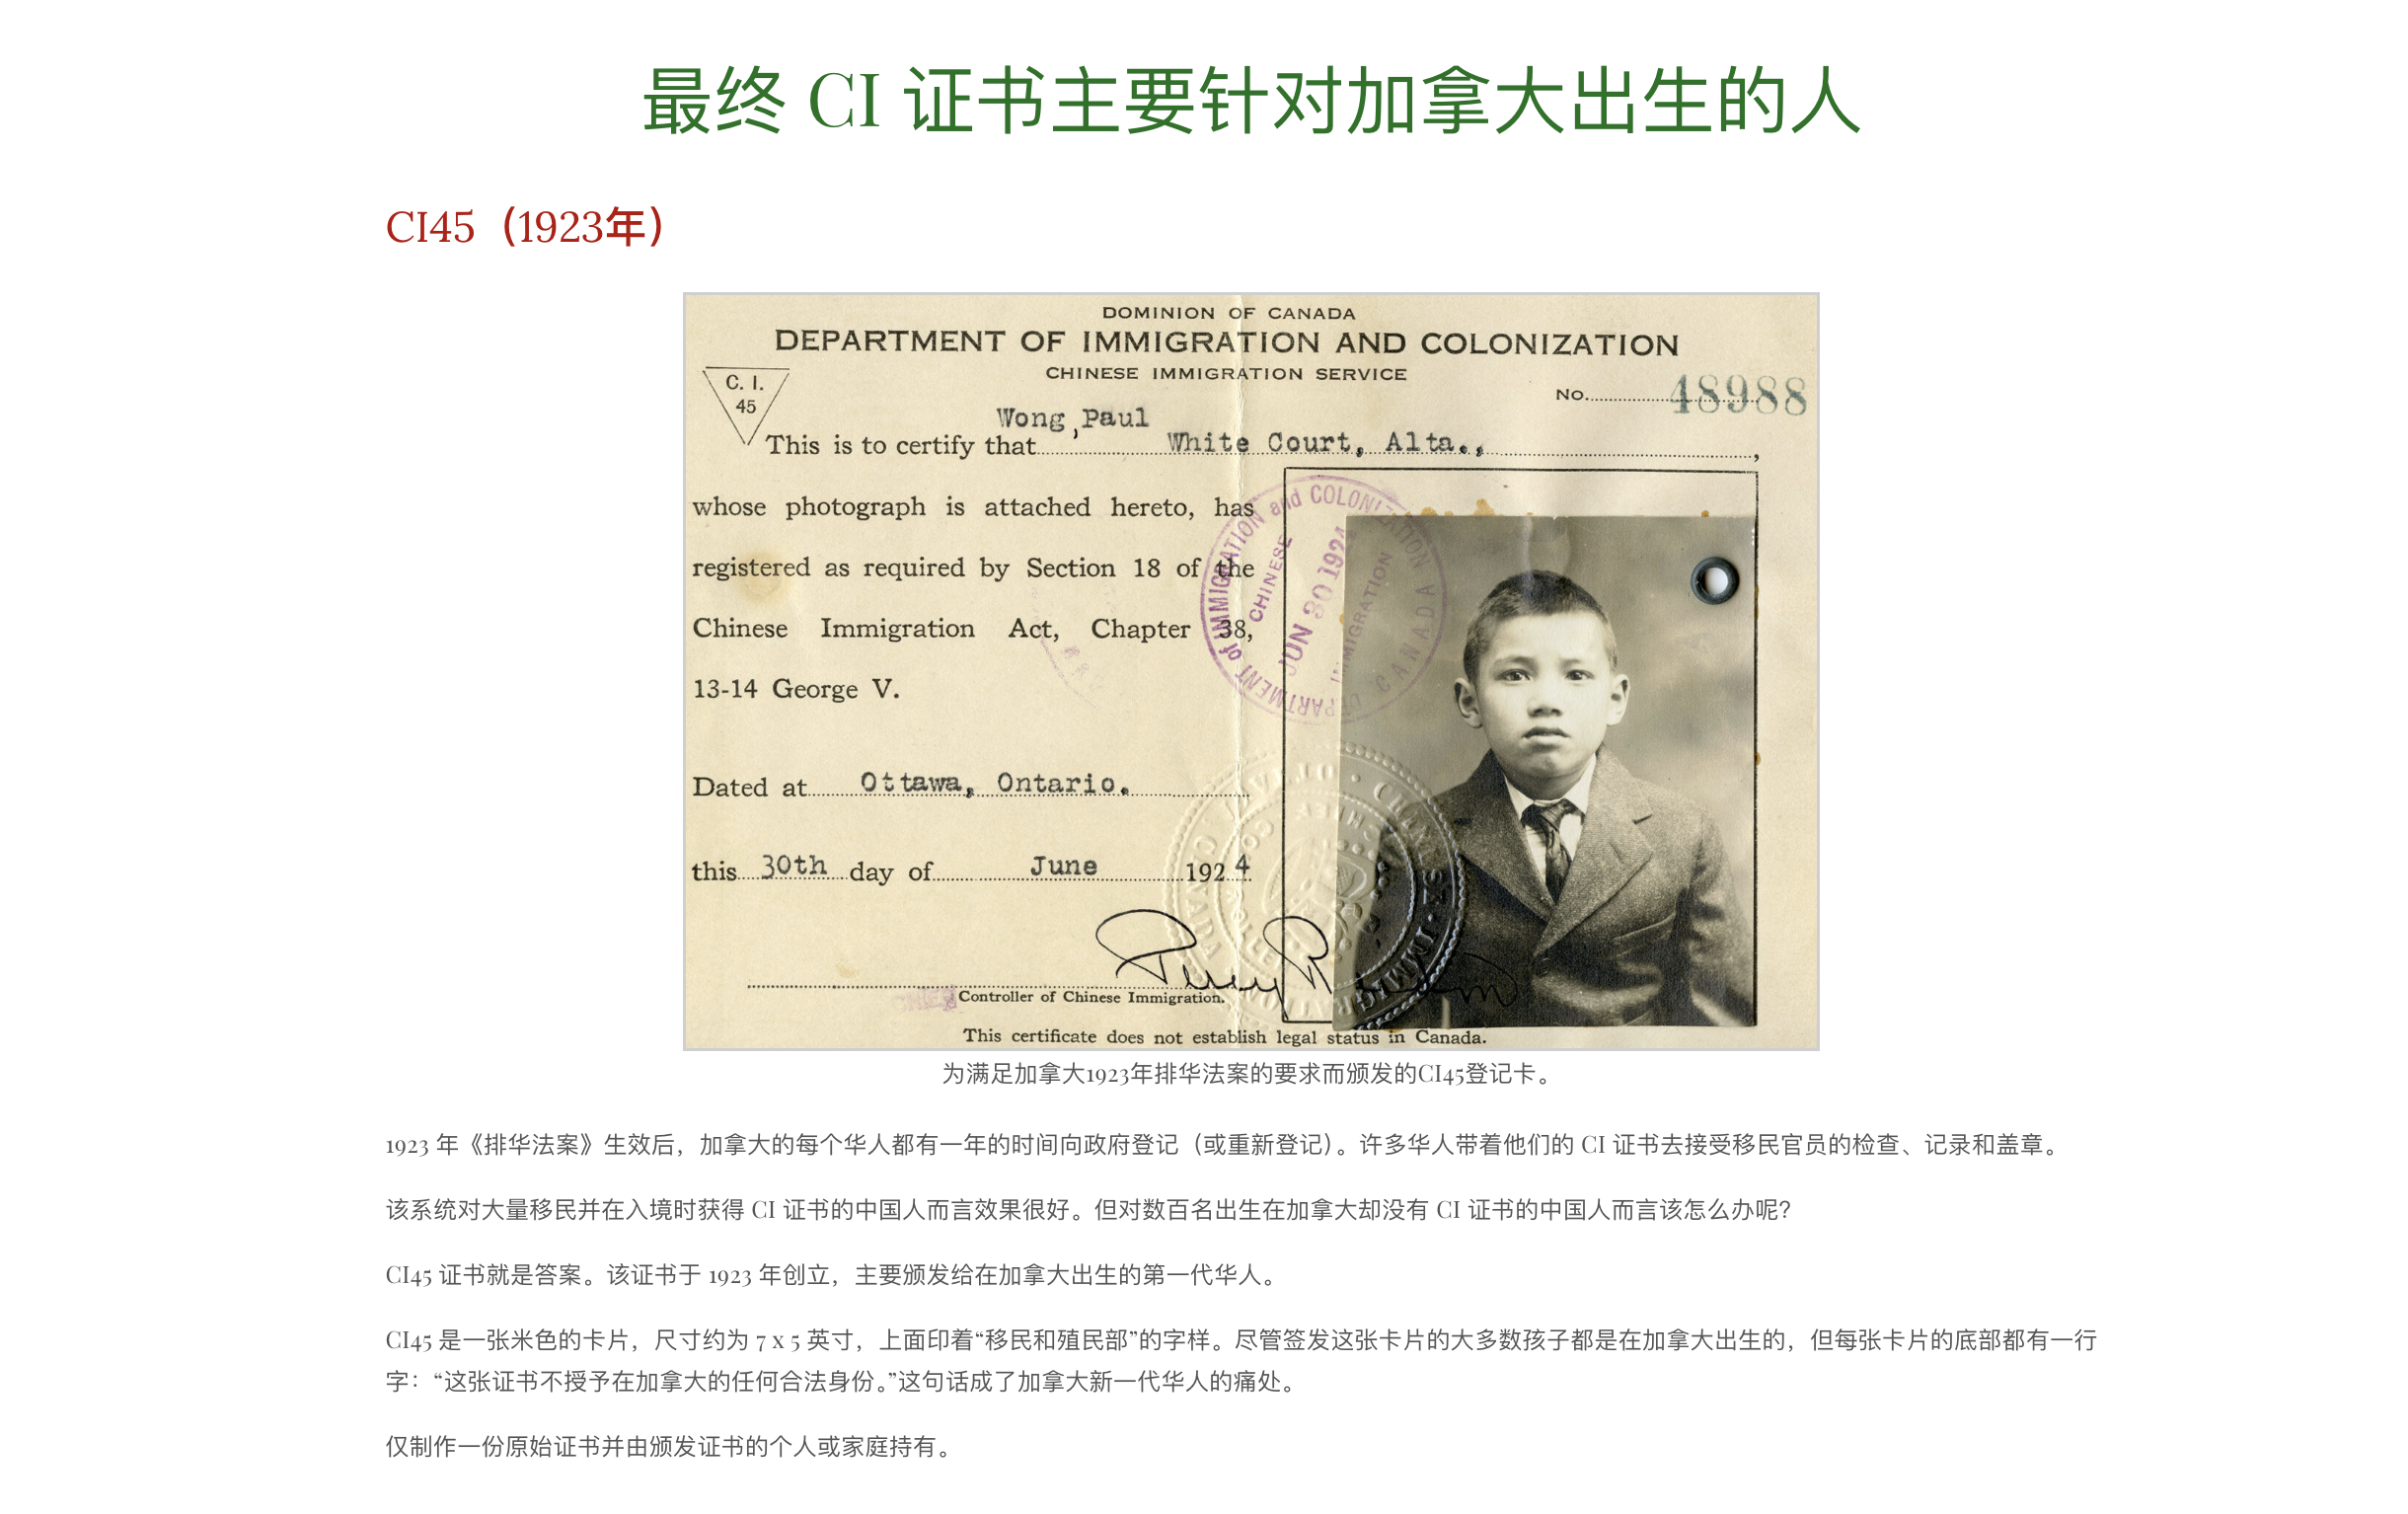 最终 CI 证书主要针对加拿大出生的人
CI45（1923年）
DOMINION OF CANADA
DEPARTMENT OF IMMIGRATION AND COLONIZATION
CHINESE IMMIGRATION SERVICE
C. I.
45
No. 48988
Wong, Paul
This is to certify that White Court, Alta.,,
whose photograph is attached hereto, has
registered as required by Section 18 of the
Chinese Immigration Act, Chapter 38,
13-14 George V.
DEPARTMENT of IMMIGRATION and COLONIZATION CANADA
CHINESE
JUN 30 1924
IMMIGRATION
Dated at Ottawa, Ontario.
this 30th day of June 1924
Controller of Chinese Immigration.
This certificate does not establish legal status in Canada.
为满足加拿大1923年排华法案的要求而颁发的CI45登记卡。
1923 年《排华法案》生效后，加拿大的每个华人都有一年的时间向政府登记（或重新登记）。许多华人带着他们的 CI 证书去接受移民官员的检查、记录和盖章。
该系统对大量移民并在入境时获得 CI 证书的中国人而言效果很好。但对数百名出生在加拿大却没有 CI 证书的中国人而言该怎么办呢？
CI45 证书就是答案。该证书于 1923 年创立，主要颁发给在加拿大出生的第一代华人。
CI45 是一张米色的卡片，尺寸约为 7 x 5 英寸，上面印着“移民和殖民部”的字样。尽管签发这张卡片的大多数孩子都是在加拿大出生的，但每张卡片的底部都有一行
字：“这张证书不授予在加拿大的任何合法身份。”这句话成了加拿大新一代华人的痛处。
仅制作一份原始证书并由颁发证书的个人或家庭持有。